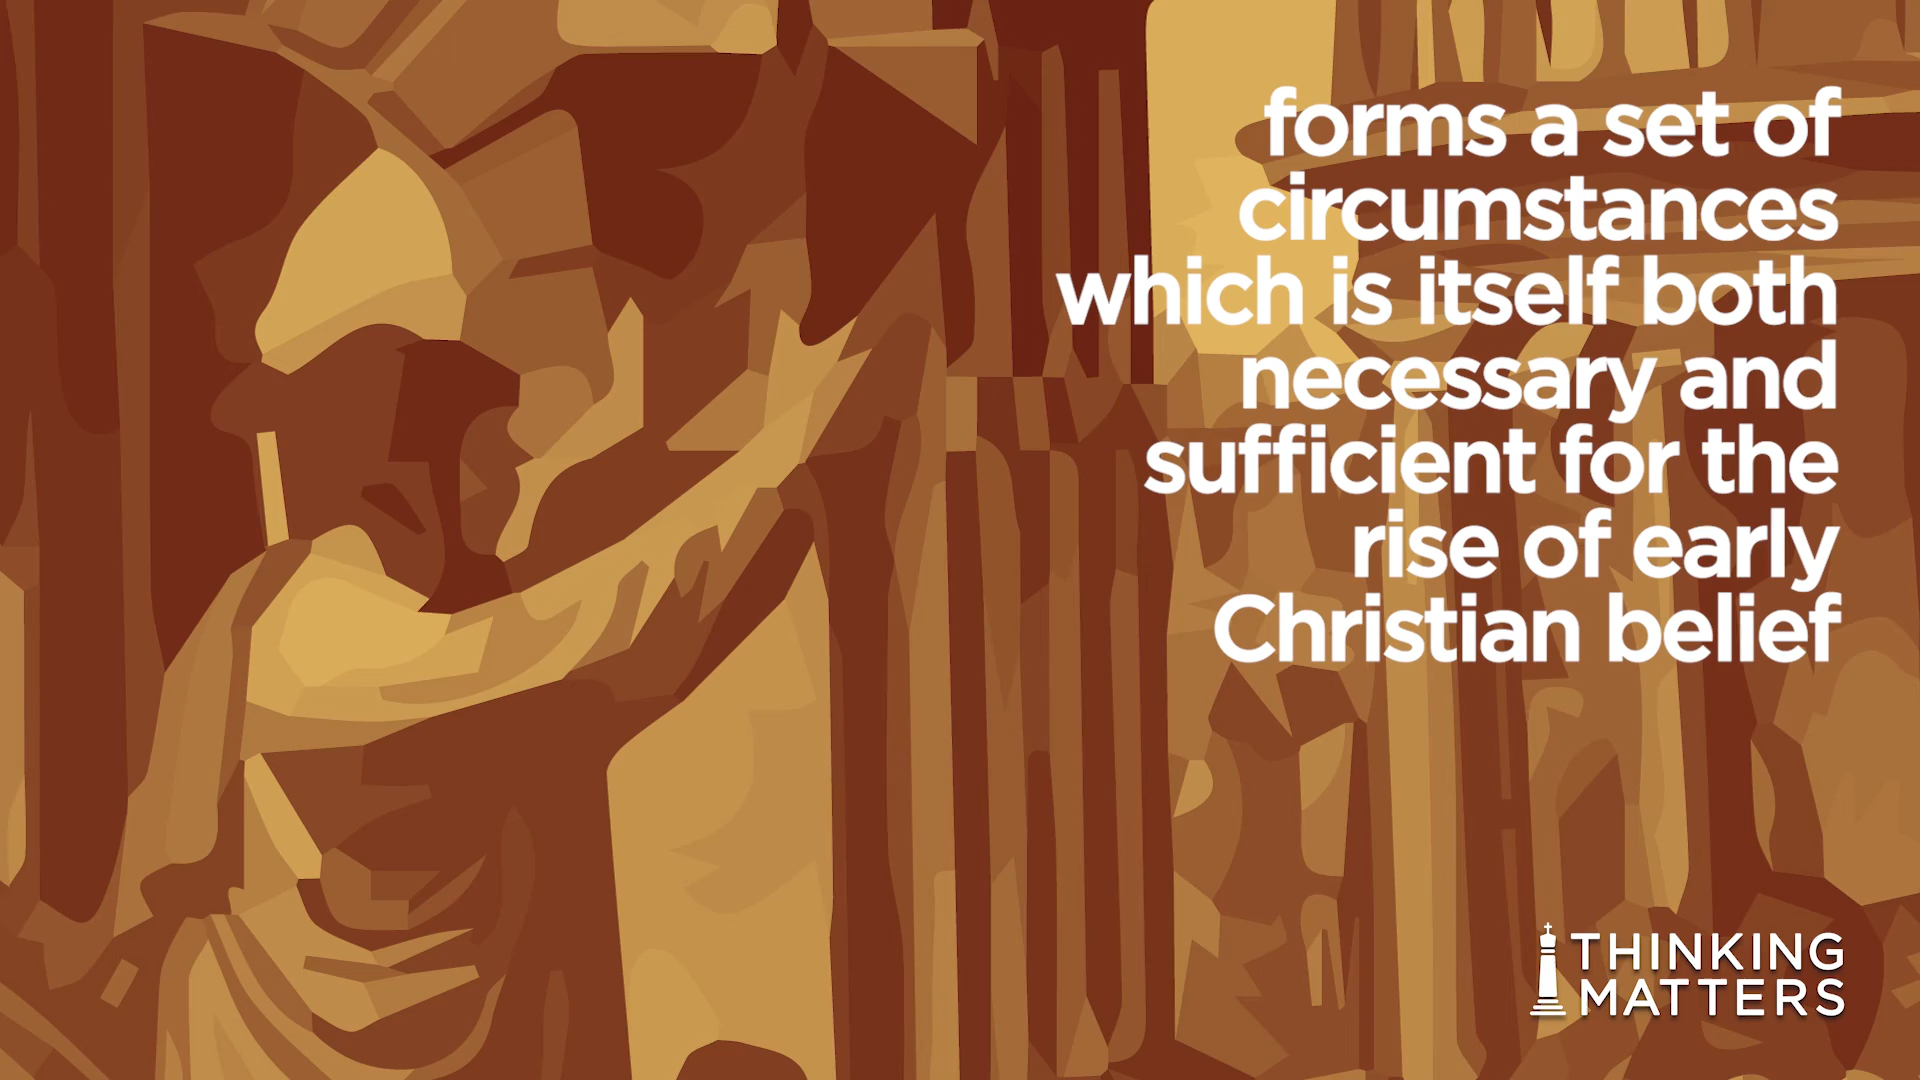 forms a set of
circumstances
which is itself both
necessary and
sufficient for the
rise of early
Christian belief
THINKING
MATTERS